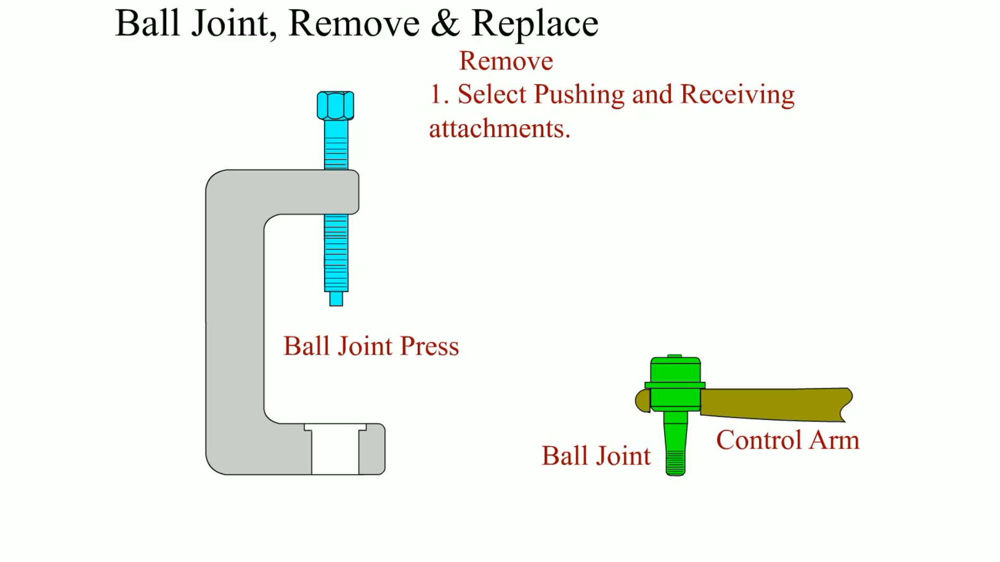 Ball Joint, Remove & Replace
Remove
1. Select Pushing and Receiving
attachments.
Ball Joint Press
Control Arm
Ball Joint